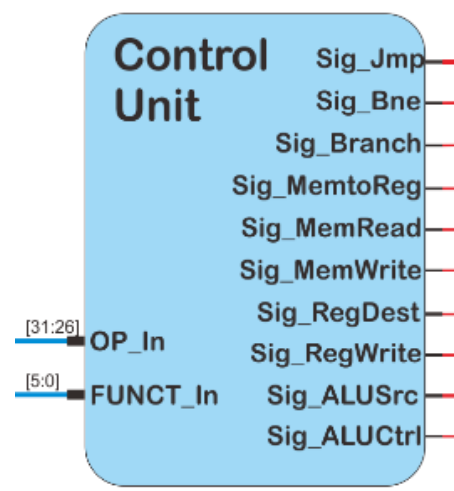 Control
Unit
Sig_Jmp
Sig_Bne
Sig_Branch
Sig_MemtoReg
Sig_MemRead
Sig_MemWrite
Sig_RegDest
Sig_RegWrite
Sig_ALUSrc
Sig_ALUCtrl
[31:26]
OP_In
[5:0]
FUNCT_In